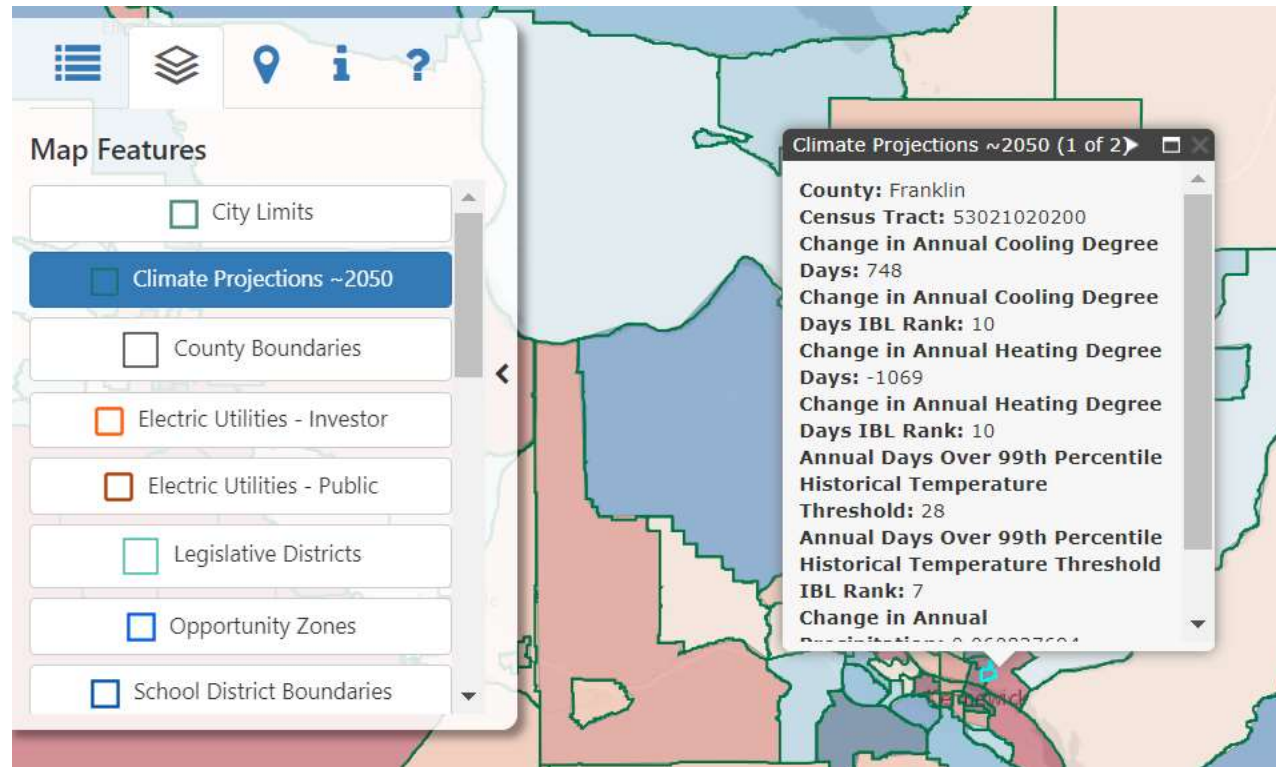 Map Features
City Limits
Climate Projections ~2050
County Boundaries
Electric Utilities - Investor
Electric Utilities - Public
Legislative Districts
Opportunity Zones
School District Boundaries
Climate Projections ~2050 (1 of 2)
County: Franklin
Census Tract: 53021020200
Change in Annual Cooling Degree
Days: 748
Change in Annual Cooling Degree
Days IBL Rank: 10
Change in Annual Heating Degree
Days: -1069
Change in Annual Heating Degree
Days IBL Rank: 10
Annual Days Over 99th Percentile
Historical Temperature
Threshold: 28
Annual Days Over 99th Percentile
Historical Temperature Threshold
IBL Rank: 7
Change in Annual
Kennewick